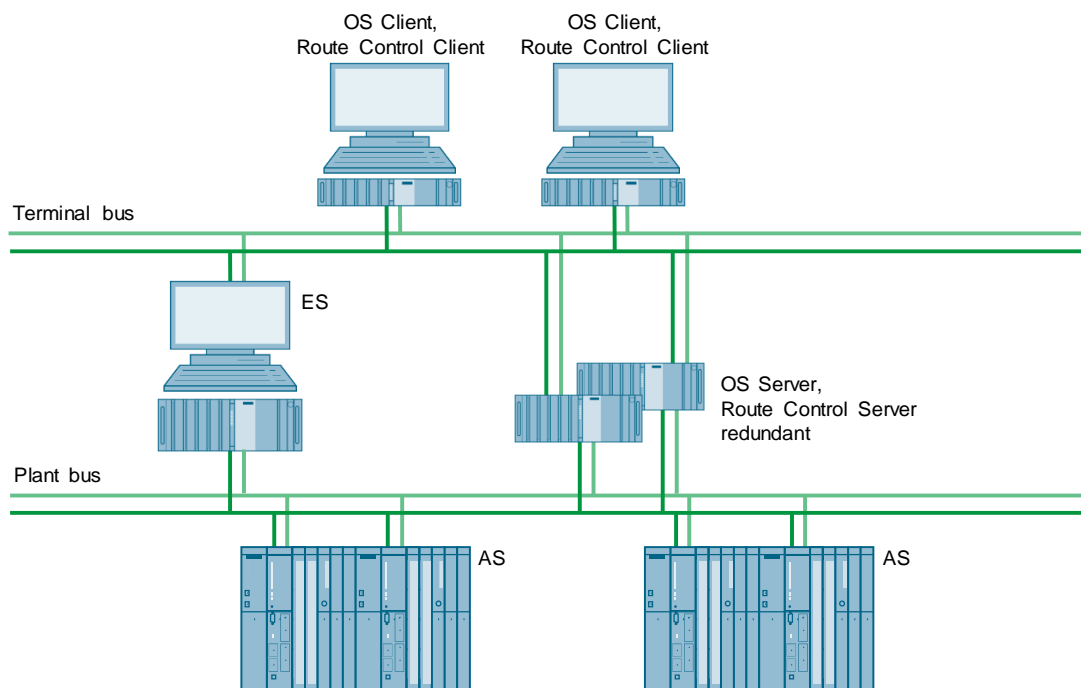 OS Client,
Route Control Client
OS Client,
Route Control Client
Terminal bus
ES
OS Server,
Route Control Server
redundant
Plant bus
AS
AS